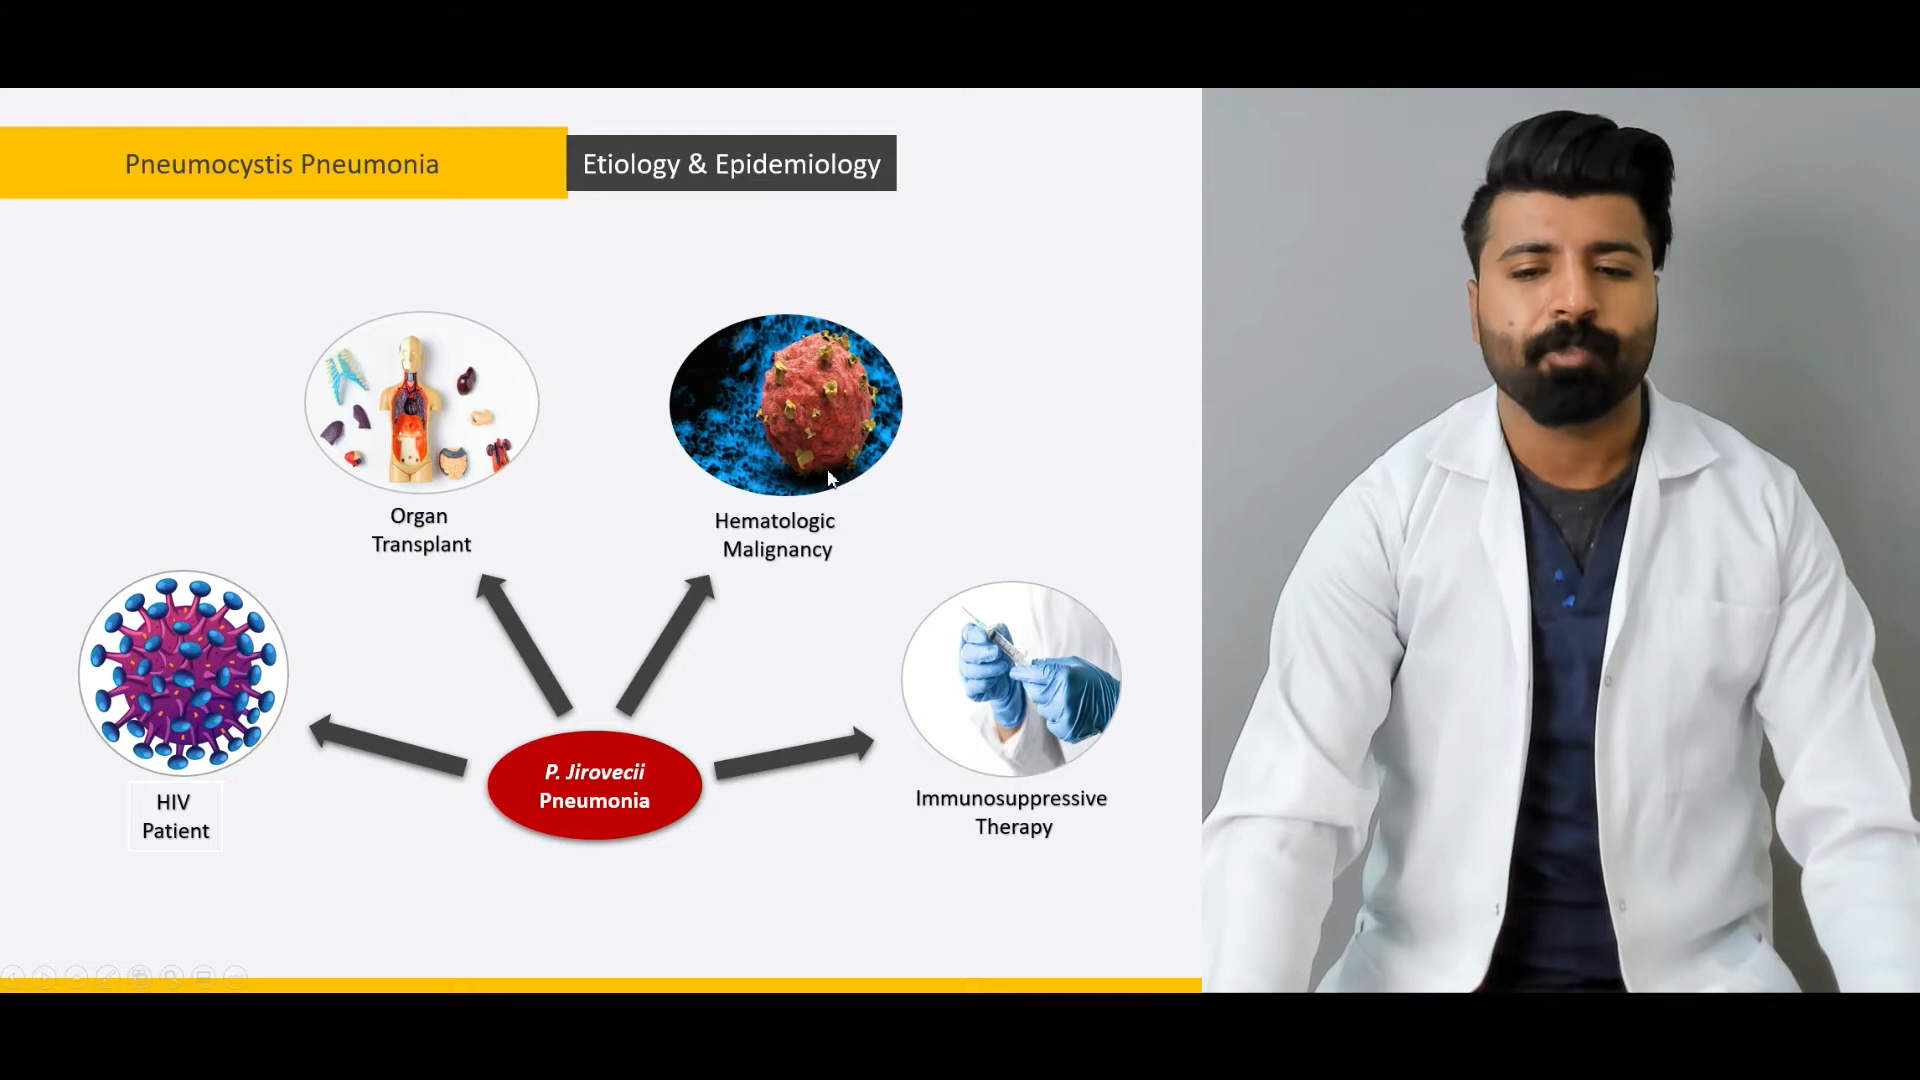 Pneumocystis Pneumonia
Etiology & Epidemiology
Organ
Transplant
Hematologic
Malignancy
HIV
Patient
P. Jirovecii
Pneumonia
Immunosuppressive
Therapy